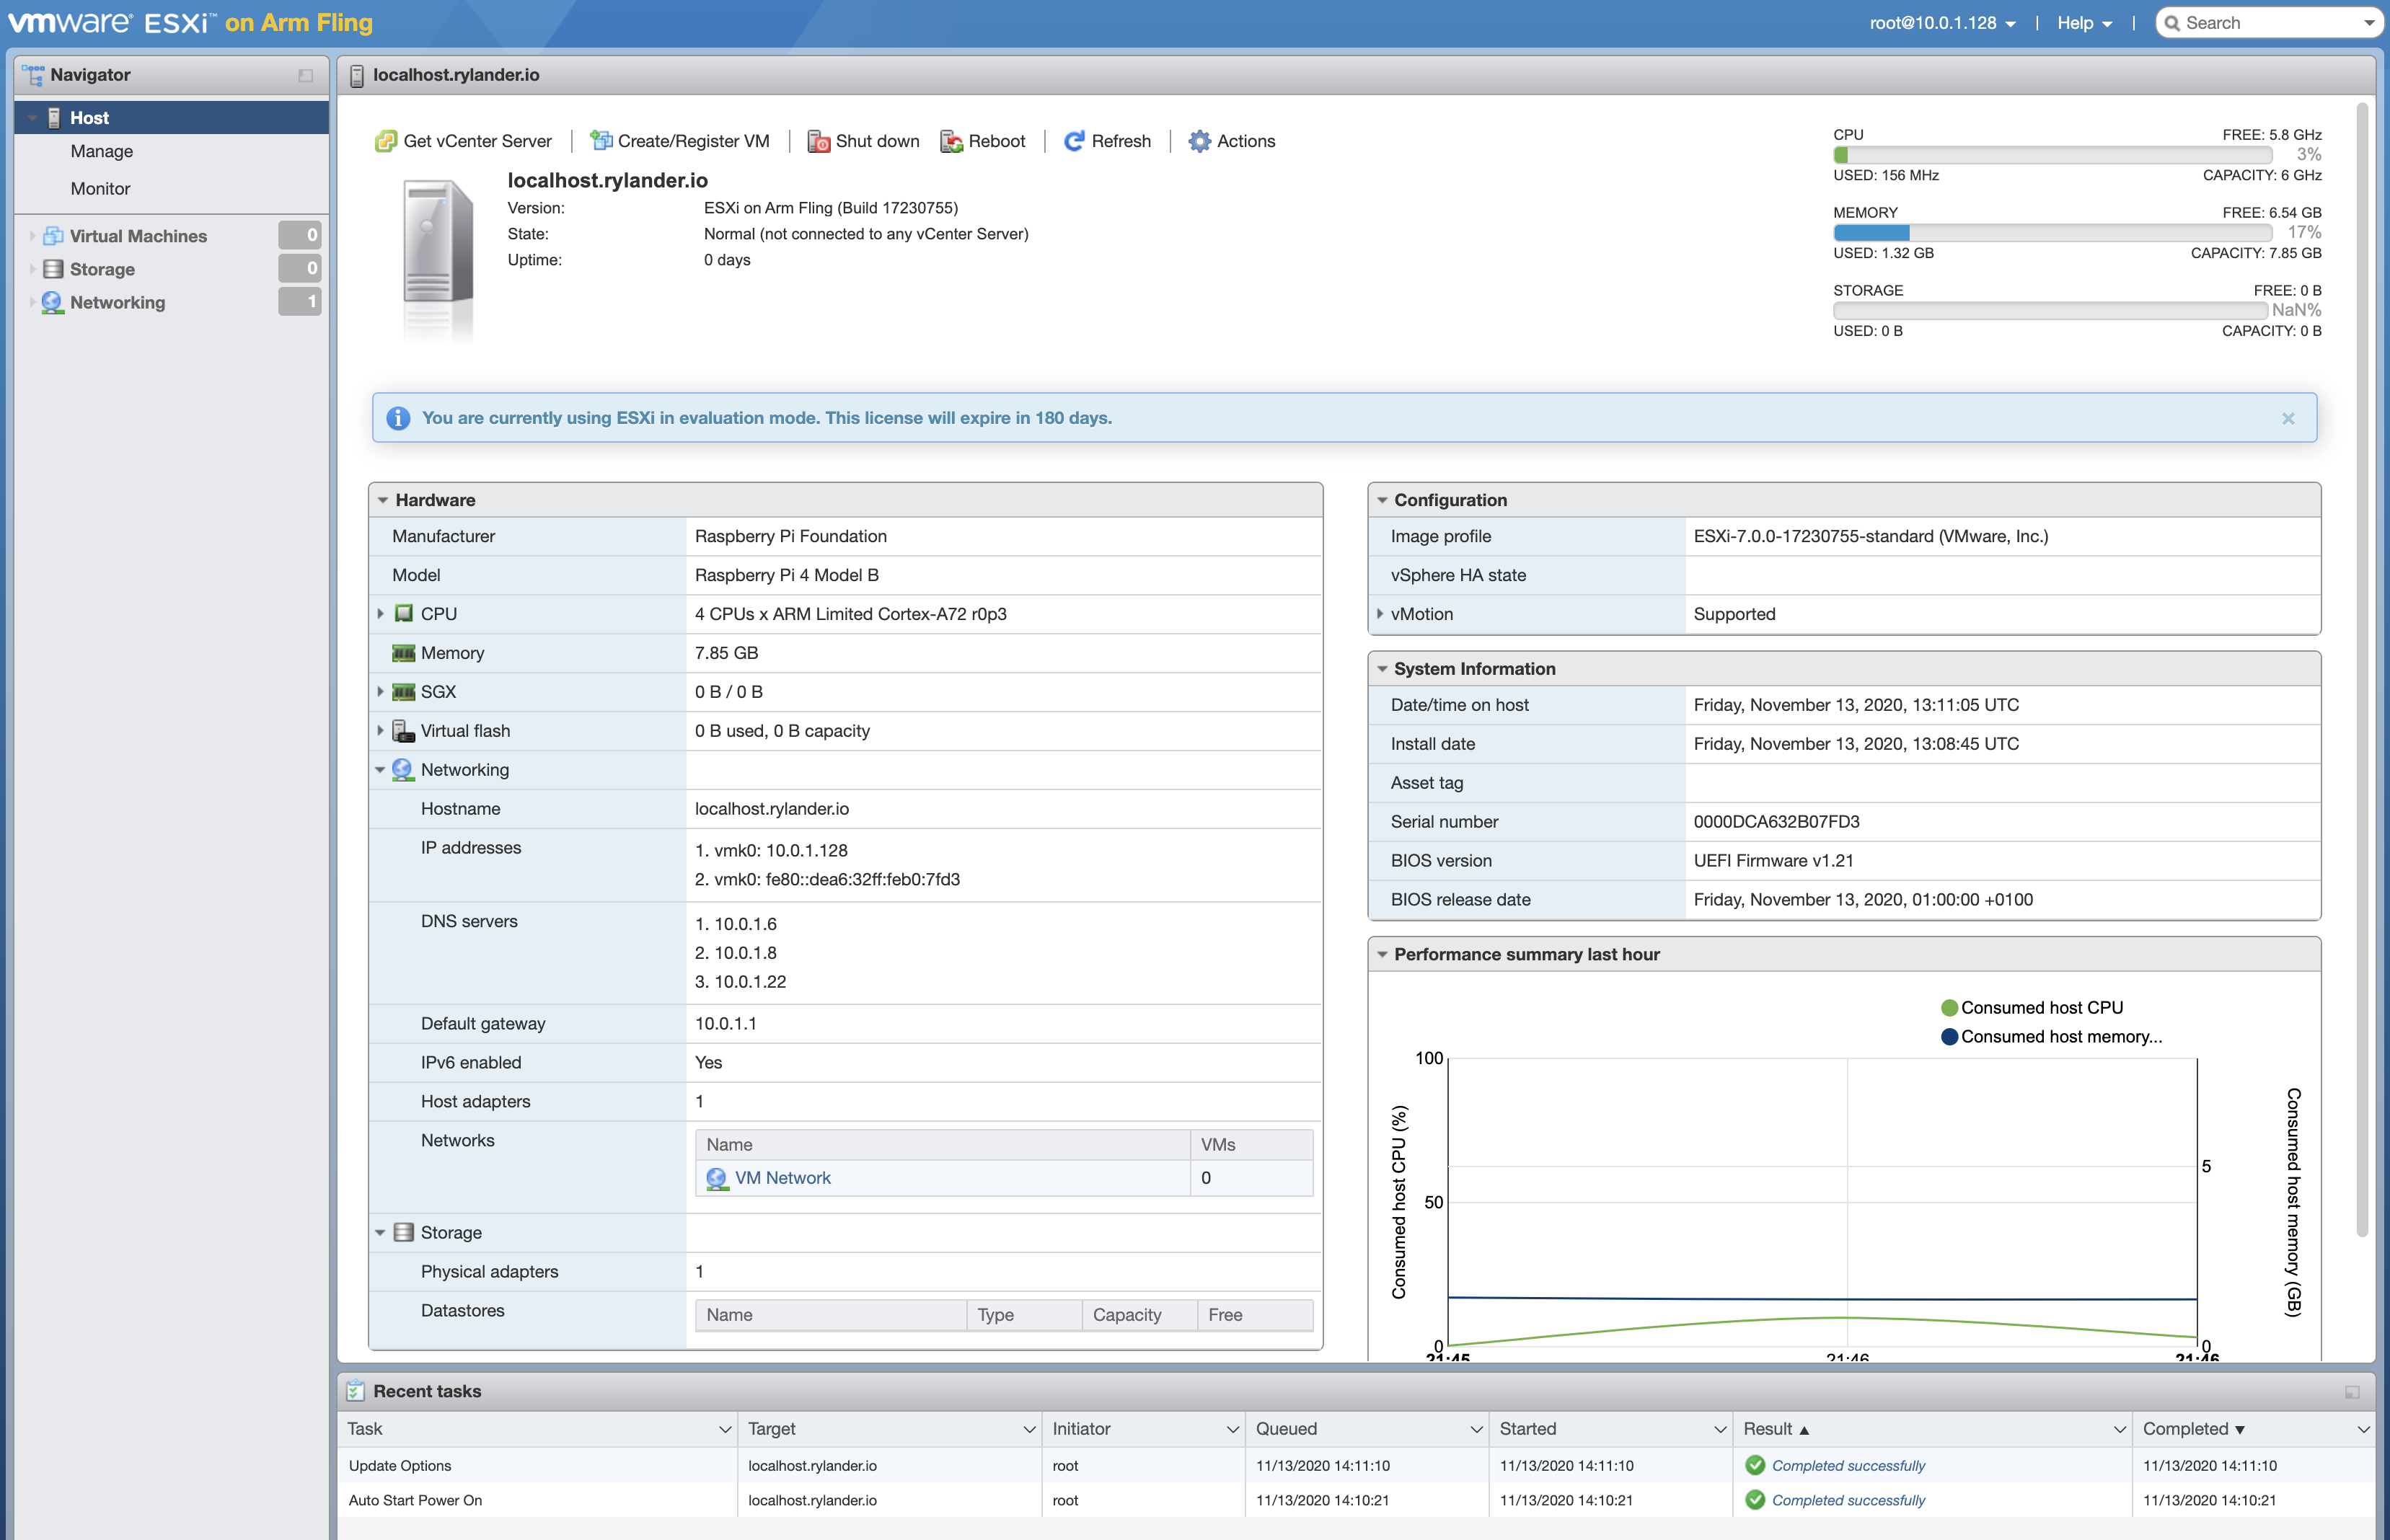 vmware ESXi™ on Arm Fling
root@10.0.1.128 | Help | Search
Navigator
Host
Manage
Monitor
Virtual Machines 0
Storage 0
Networking 1
localhost.rylander.io
Get vCenter Server | Create/Register VM | Shut down Reboot | Refresh | Actions
localhost.rylander.io
Version: ESXi on Arm Fling (Build 17230755)
State: Normal (not connected to any vCenter Server)
Uptime: 0 days
CPU FREE: 5.8 GHz
3%
USED: 156 MHz CAPACITY: 6 GHz
MEMORY FREE: 6.54 GB
17%
USED: 1.32 GB CAPACITY: 7.85 GB
STORAGE FREE: 0 B
NaN%
USED: 0 B CAPACITY: 0 B
You are currently using ESXi in evaluation mode. This license will expire in 180 days.
Hardware
Manufacturer Raspberry Pi Foundation
Model Raspberry Pi 4 Model B
CPU 4 CPUs x ARM Limited Cortex-A72 r0p3
Memory 7.85 GB
SGX 0 B / 0 B
Virtual flash 0 B used, 0 B capacity
Networking
Hostname localhost.rylander.io
IP addresses 1. vmk0: 10.0.1.128
2. vmk0: fe80::dea6:32ff:feb0:7fd3
DNS servers 1. 10.0.1.6
2. 10.0.1.8
3. 10.0.1.22
Default gateway 10.0.1.1
IPv6 enabled Yes
Host adapters 1
Networks Name VMs
VM Network 0
Storage
Physical adapters 1
Datastores Name Type Capacity Free
Configuration
Image profile ESXi-7.0.0-17230755-standard (VMware, Inc.)
vSphere HA state
vMotion Supported
System Information
Date/time on host Friday, November 13, 2020, 13:11:05 UTC
Install date Friday, November 13, 2020, 13:08:45 UTC
Asset tag
Serial number 0000DCA632B07FD3
BIOS version UEFI Firmware v1.21
BIOS release date Friday, November 13, 2020, 01:00:00 +0100
Performance summary last hour
Consumed host CPU
Consumed host memory...
Consumed host CPU (%)
100
50
0
Consumed host memory (GB)
5
0
21:45 21:46 21:46
Recent tasks
Task Target Initiator Queued Started Result ▲ Completed ▼
Update Options localhost.rylander.io root 11/13/2020 14:11:10 11/13/2020 14:11:10 Completed successfully 11/13/2020 14:11:10
Auto Start Power On localhost.rylander.io root 11/13/2020 14:10:21 11/13/2020 14:10:21 Completed successfully 11/13/2020 14:10:21